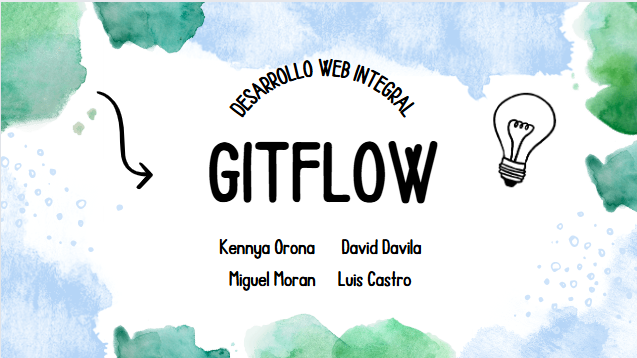 DESARROLLO WEB INTEGRAL
GITFLOW
Kennya Orona David Davila
Miguel Moran Luis Castro